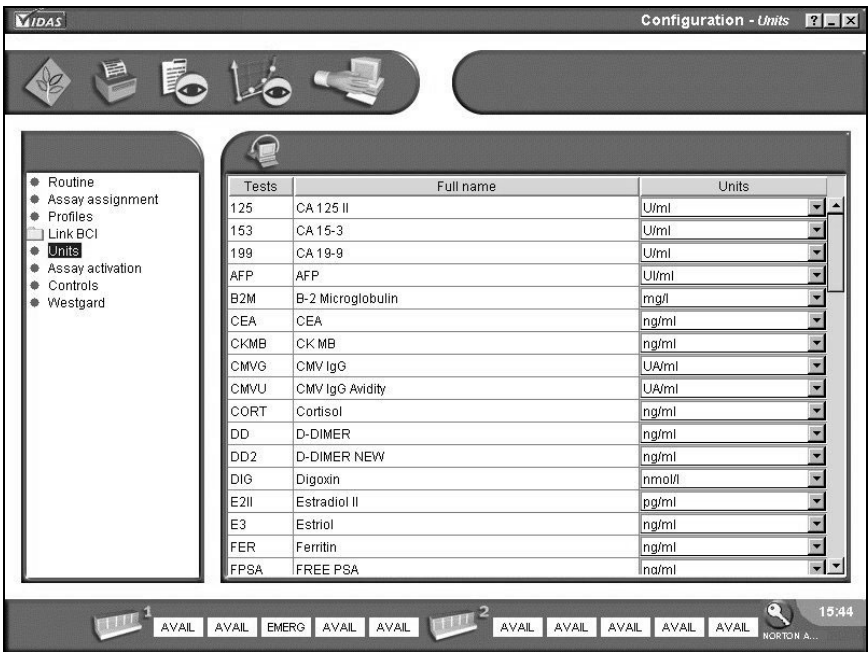 VIDAS Configuration - Units ? _ X
Routine
Assay assignment
Profiles
Link BCI
Units
Assay activation
Controls
Westgard
Tests Full name Units
125 CA 125 II U/ml
153 CA 15-3 U/ml
199 CA 19-9 U/ml
AFP AFP UI/ml
B2M B-2 Microglobulin mg/l
CEA CEA ng/ml
CKMB CK MB ng/ml
CMVG CMV IgG UA/ml
CMVU CMV IgG Avidity UA/ml
CORT Cortisol ng/ml
DD D-DIMER ng/ml
DD2 D-DIMER NEW ng/ml
DIG Digoxin nmol/l
E2II Estradiol II pg/ml
E3 Estriol ng/ml
FER Ferritin ng/ml
FPSA FREE PSA ng/ml
1 AVAIL AVAIL EMERG AVAIL AVAIL 2 AVAIL AVAIL AVAIL AVAIL AVAIL 15:44
NORTON A...